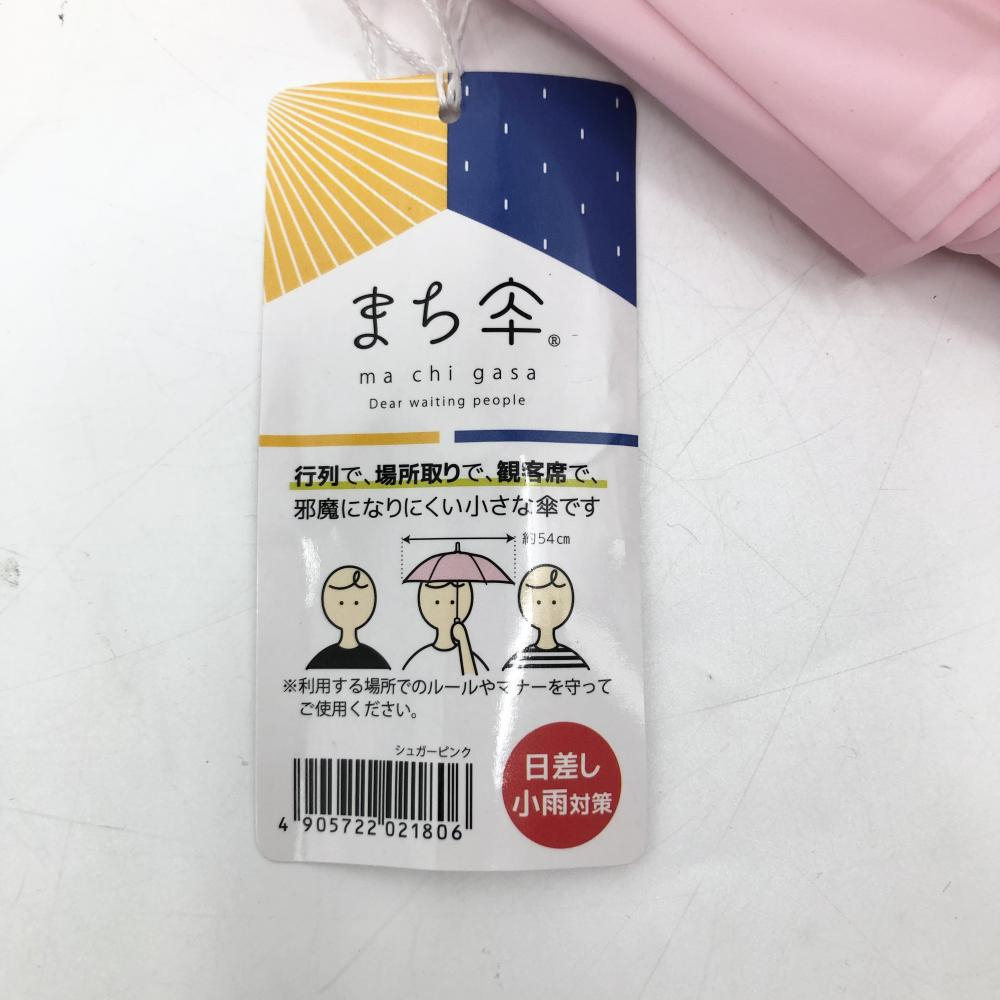 まち傘®
ma chi gasa
Dear waiting people
行列で、場所取りで、観客席で、
邪魔になりにくい小さな傘です
約54㎝
※利用する場所でのルールやマナーを守って
ご使用ください。
シュガーピンク
4 905722 021806
日差し
小雨対策